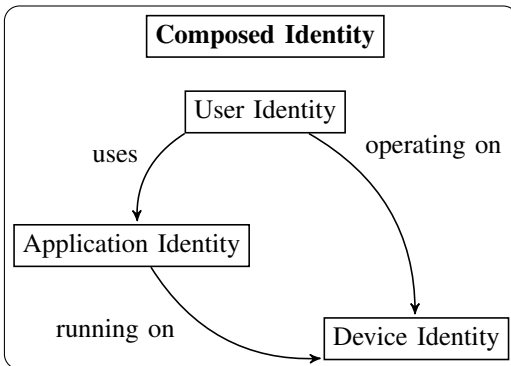 Composed Identity
User Identity
operating on
uses
Application Identity
running on
Device Identity